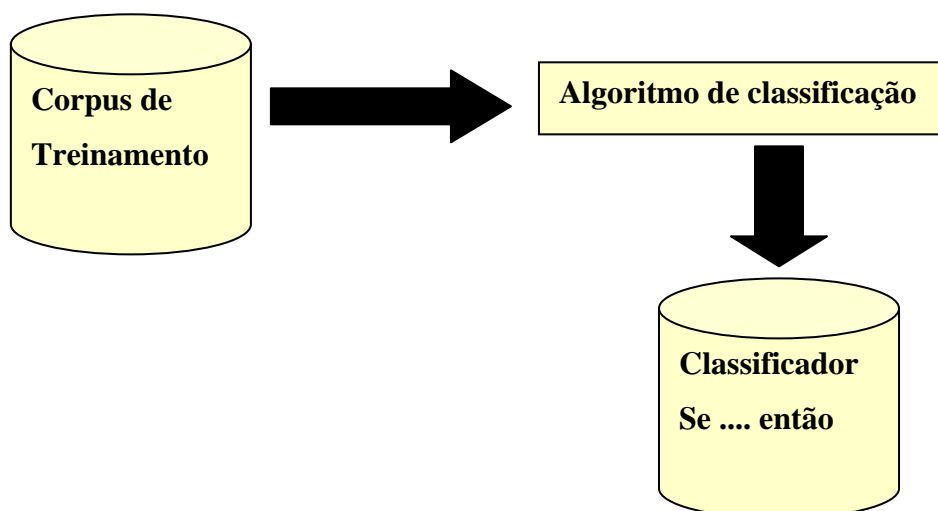 Corpus de
Treinamento
Algoritmo de classificação
Classificador
Se .... então